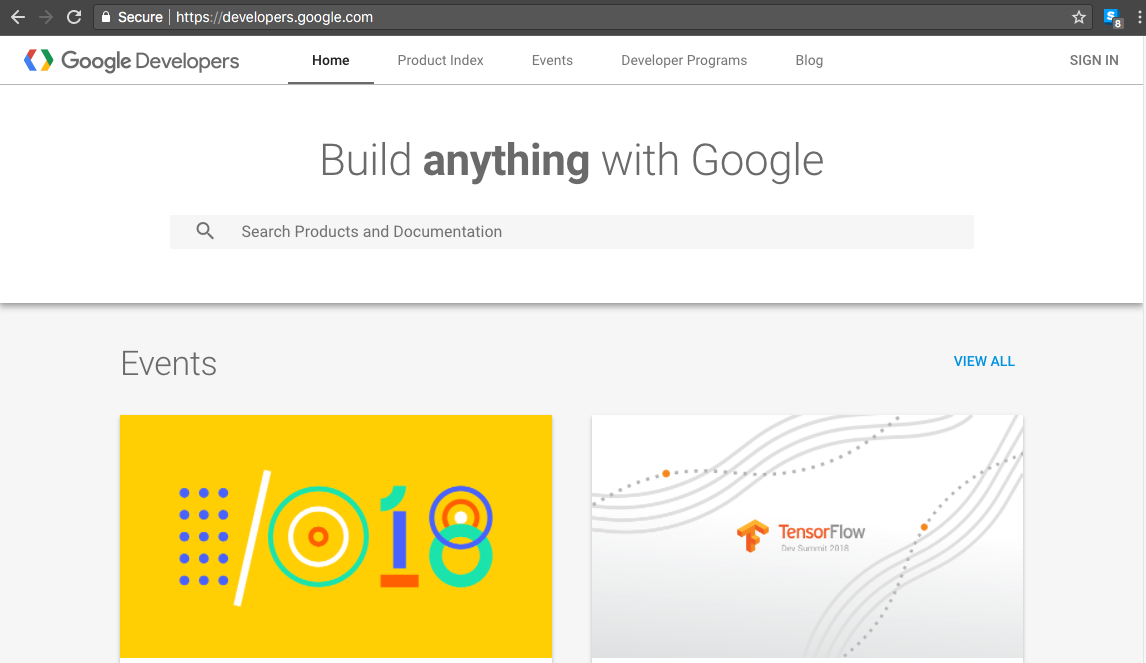 Secure https://developers.google.com
8
Google Developers Home Product Index Events Developer Programs Blog SIGN IN
Build anything with Google
Search Products and Documentation
Events VIEW ALL
I/O 18
TensorFlow
Dev Summit 2018